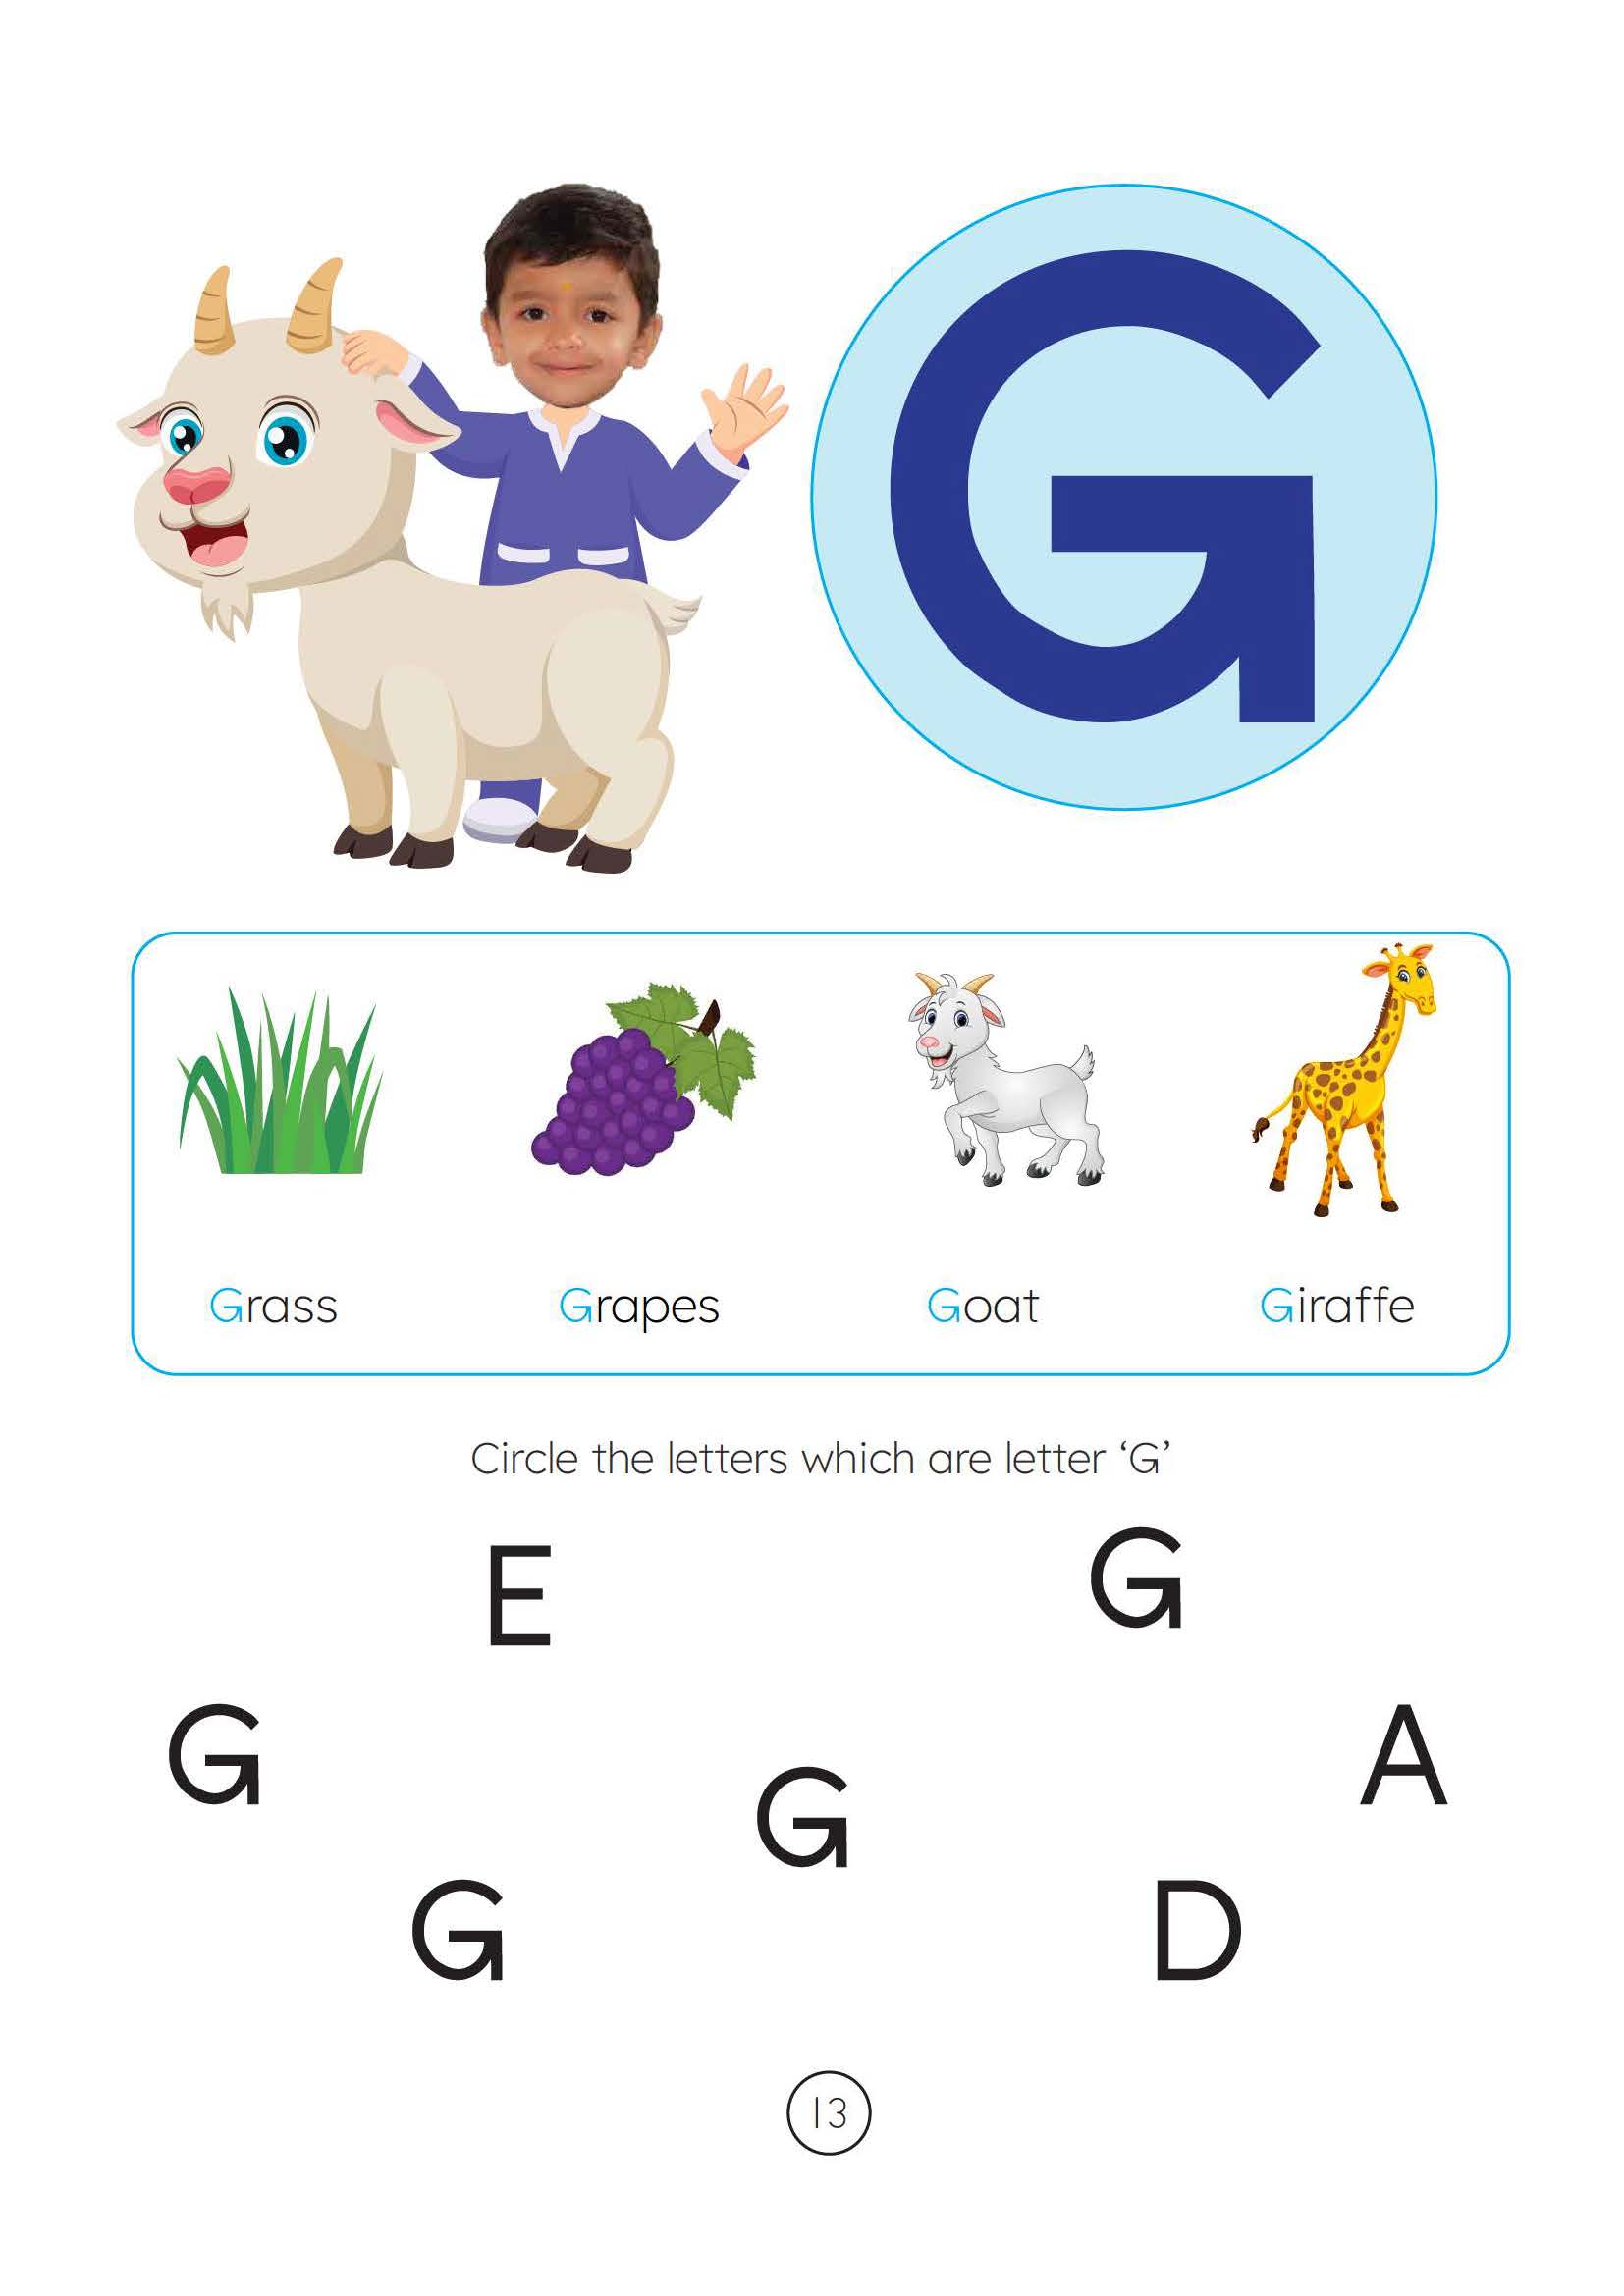 G
Grass Grapes Goat Giraffe
Circle the letters which are letter ‘G’
E G
G A
G
G D
13